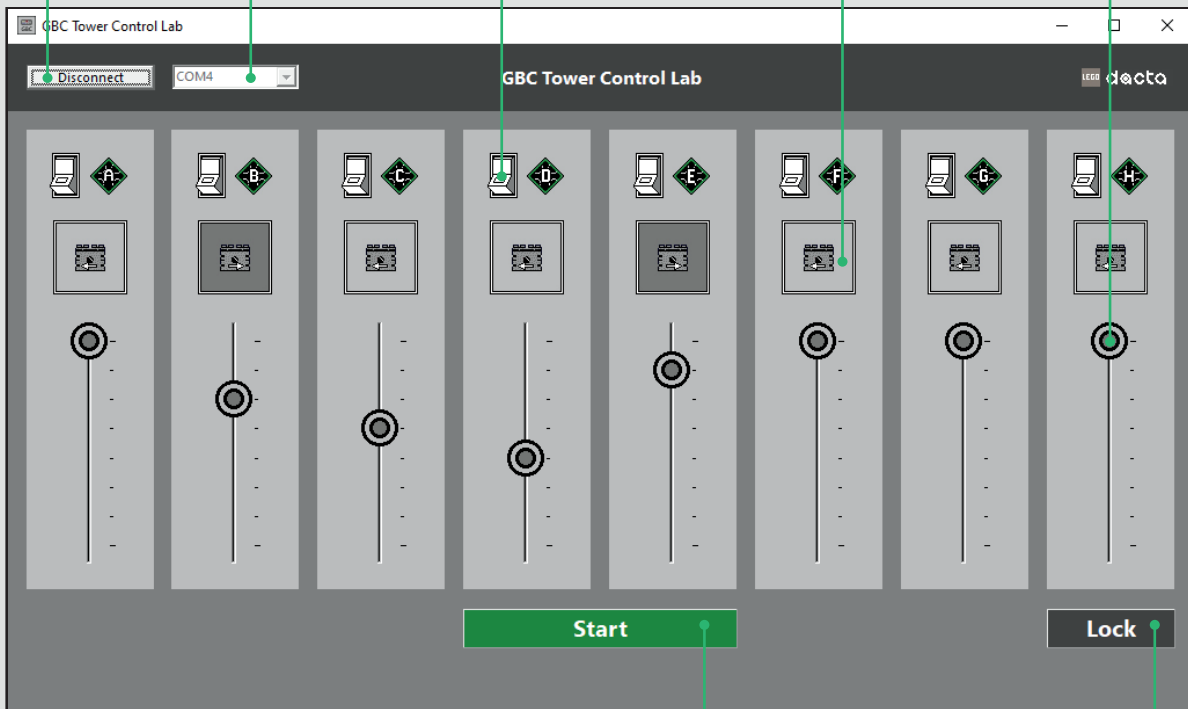 GBC Tower Control Lab
Disconnect
COM4
GBC Tower Control Lab
LEGO dacta
A
B
C
D
E
F
G
H
Start
Lock